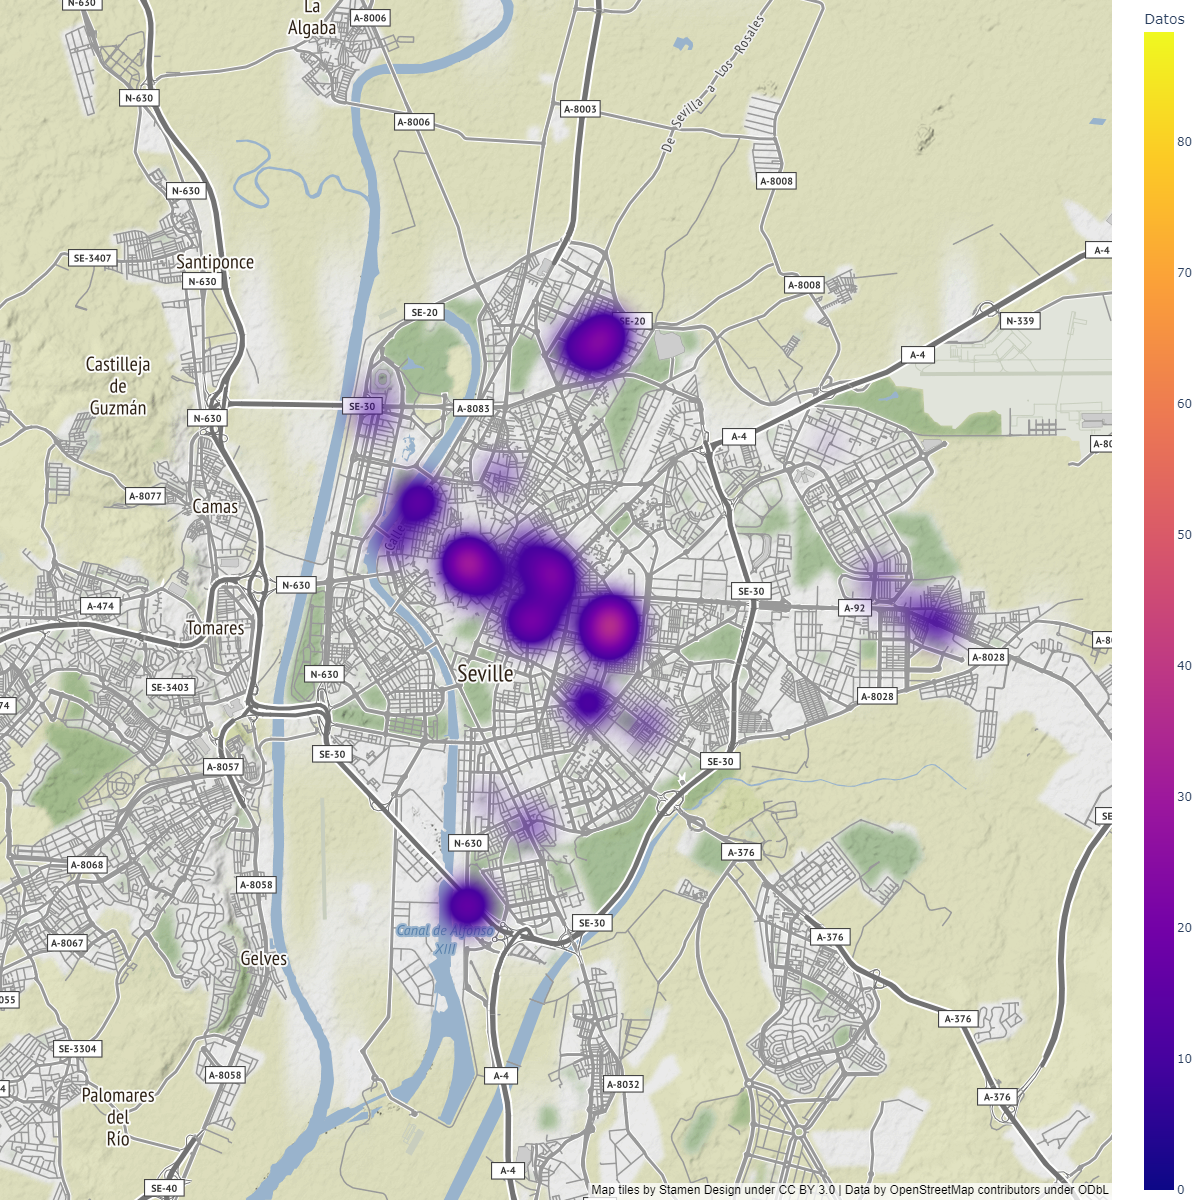 N-630
La
Algaba
A-8006
Datos
N-630
A-8003
A-8006
De Sevilla a Los Rosales
80
A-8008
N-630
A-4
SE-3407
Santiponce
N-630
70
A-8008
SE-20
SE-20
N-339
A-4
Castilleja
de
Guzmán
60
SE-30
A-8083
N-630
A-4
A-80
A-8077
Camas
50
Calle
N-630
SE-30
A-474
A-92
Tomares
A-80
A-8028
40
Seville
N-630
SE-3403
A-8028
74
SE-30
SE-30
A-8057
30
SE
N-630
A-376
A-8068
A-8058
SE-30
20
Canal de Alfonso
XIII
A-376
A-8067
Gelves
055
A-376
SE-3304
10
A-8058
A-4
A-8032
4
Palomares
del
Río
A-376
A-4
SE-40
0
Map tiles by Stamen Design under CC BY 3.0 | Data by OpenStreetMap contributors under ODbL